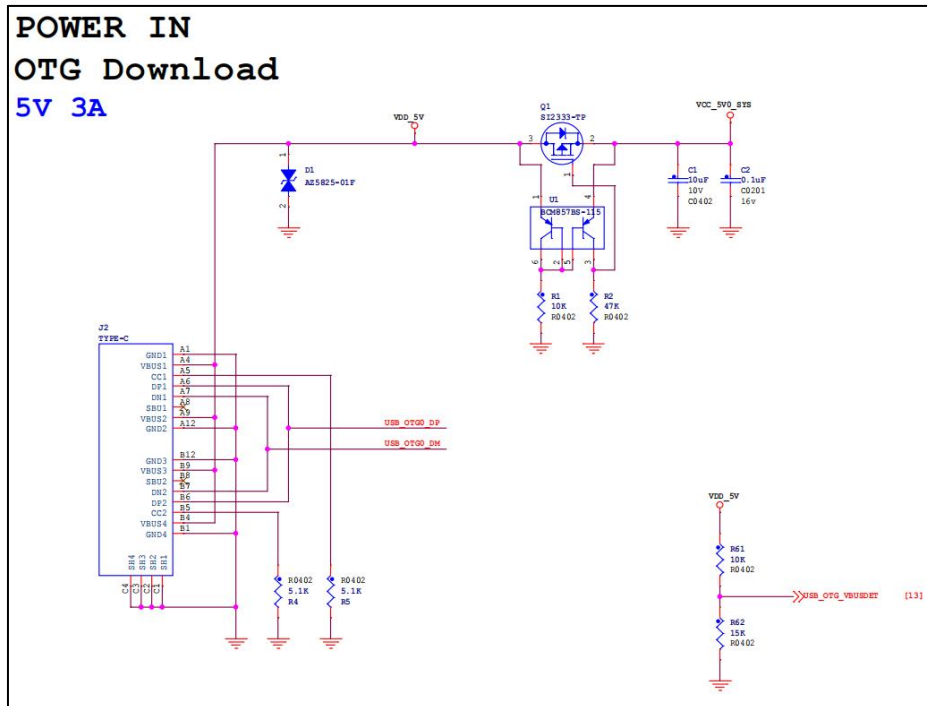 POWER IN
OTG Download
5V 3A
VDD_5V
Q1
SI2333-TP
VCC_5V0_SYS
3
2
1
1
D1
AZ5825-01F
2
C1
10uF
10V
C0402
C2
0.1uF
C0201
16v
1
4
U1
BCM857BS-115
6
2
5
3
R1
10K
R0402
R2
47K
R0402
J2
TYPE-C
GND1 A1
VBUS1 A4
CC1 A5
DP1 A6
DN1 A7
SBU1 A8
VBUS2 A9
GND2 A12
GND3 B12
VBUS3 B9
SBU2 B8
DN2 B7
DP2 B6
CC2 B5
VBUS4 B4
GND4 B1
SH4 SH3 SH2 SH1
C4 C3 C2 C1
USB_OTG0_DP
USB_OTG0_DM
R0402
5.1K
R4
R0402
5.1K
R5
VDD_5V
R61
10K
R0402
USB_OTG_VBUSDET [13]
R62
15K
R0402